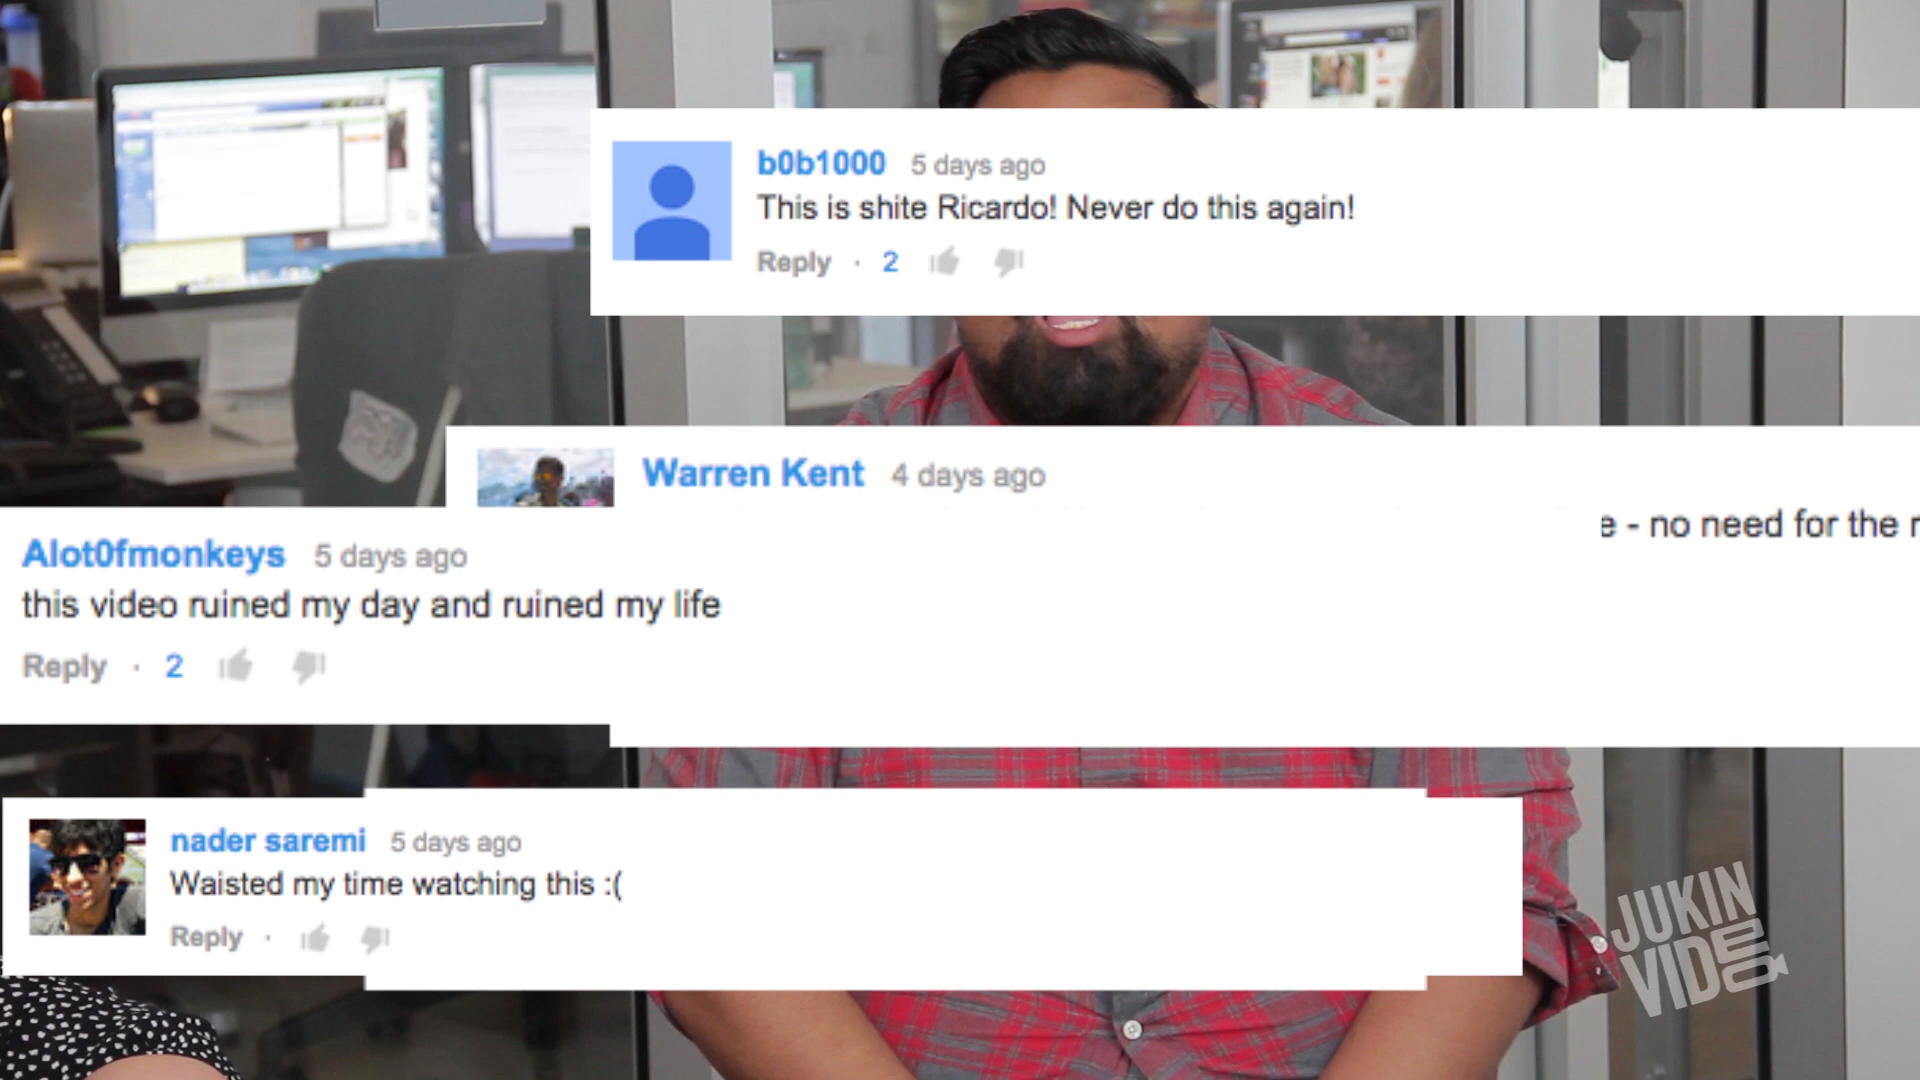 b0b1000 5 days ago
This is shite Ricardo! Never do this again!
Reply · 2
Warren Kent 4 days ago
- no need for the
Alot0fmonkeys 5 days ago
this video ruined my day and ruined my life
Reply · 2
nader saremi 5 days ago
Waisted my time watching this :(
Reply ·
JUKIN
VIDEO